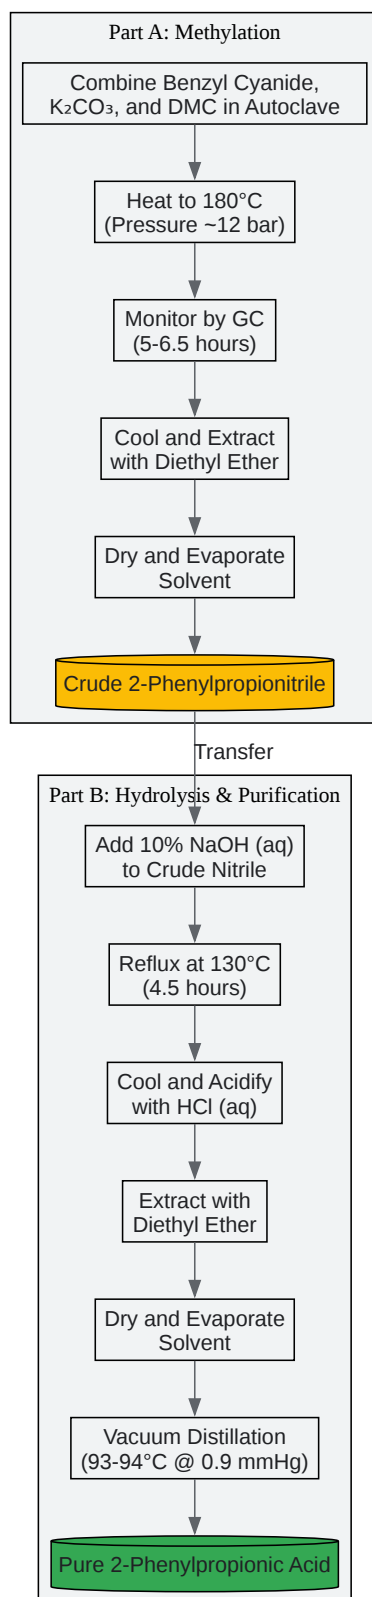 Part A: Methylation
Combine Benzyl Cyanide,
K₂CO₃, and DMC in Autoclave
Heat to 180°C
(Pressure ~12 bar)
Monitor by GC
(5-6.5 hours)
Cool and Extract
with Diethyl Ether
Dry and Evaporate
Solvent
Crude 2-Phenylpropionitrile
Transfer
Part B: Hydrolysis & Purification
Add 10% NaOH (aq)
to Crude Nitrile
Reflux at 130°C
(4.5 hours)
Cool and Acidify
with HCl (aq)
Extract with
Diethyl Ether
Dry and Evaporate
Solvent
Vacuum Distillation
(93-94°C @ 0.9 mmHg)
Pure 2-Phenylpropionic Acid